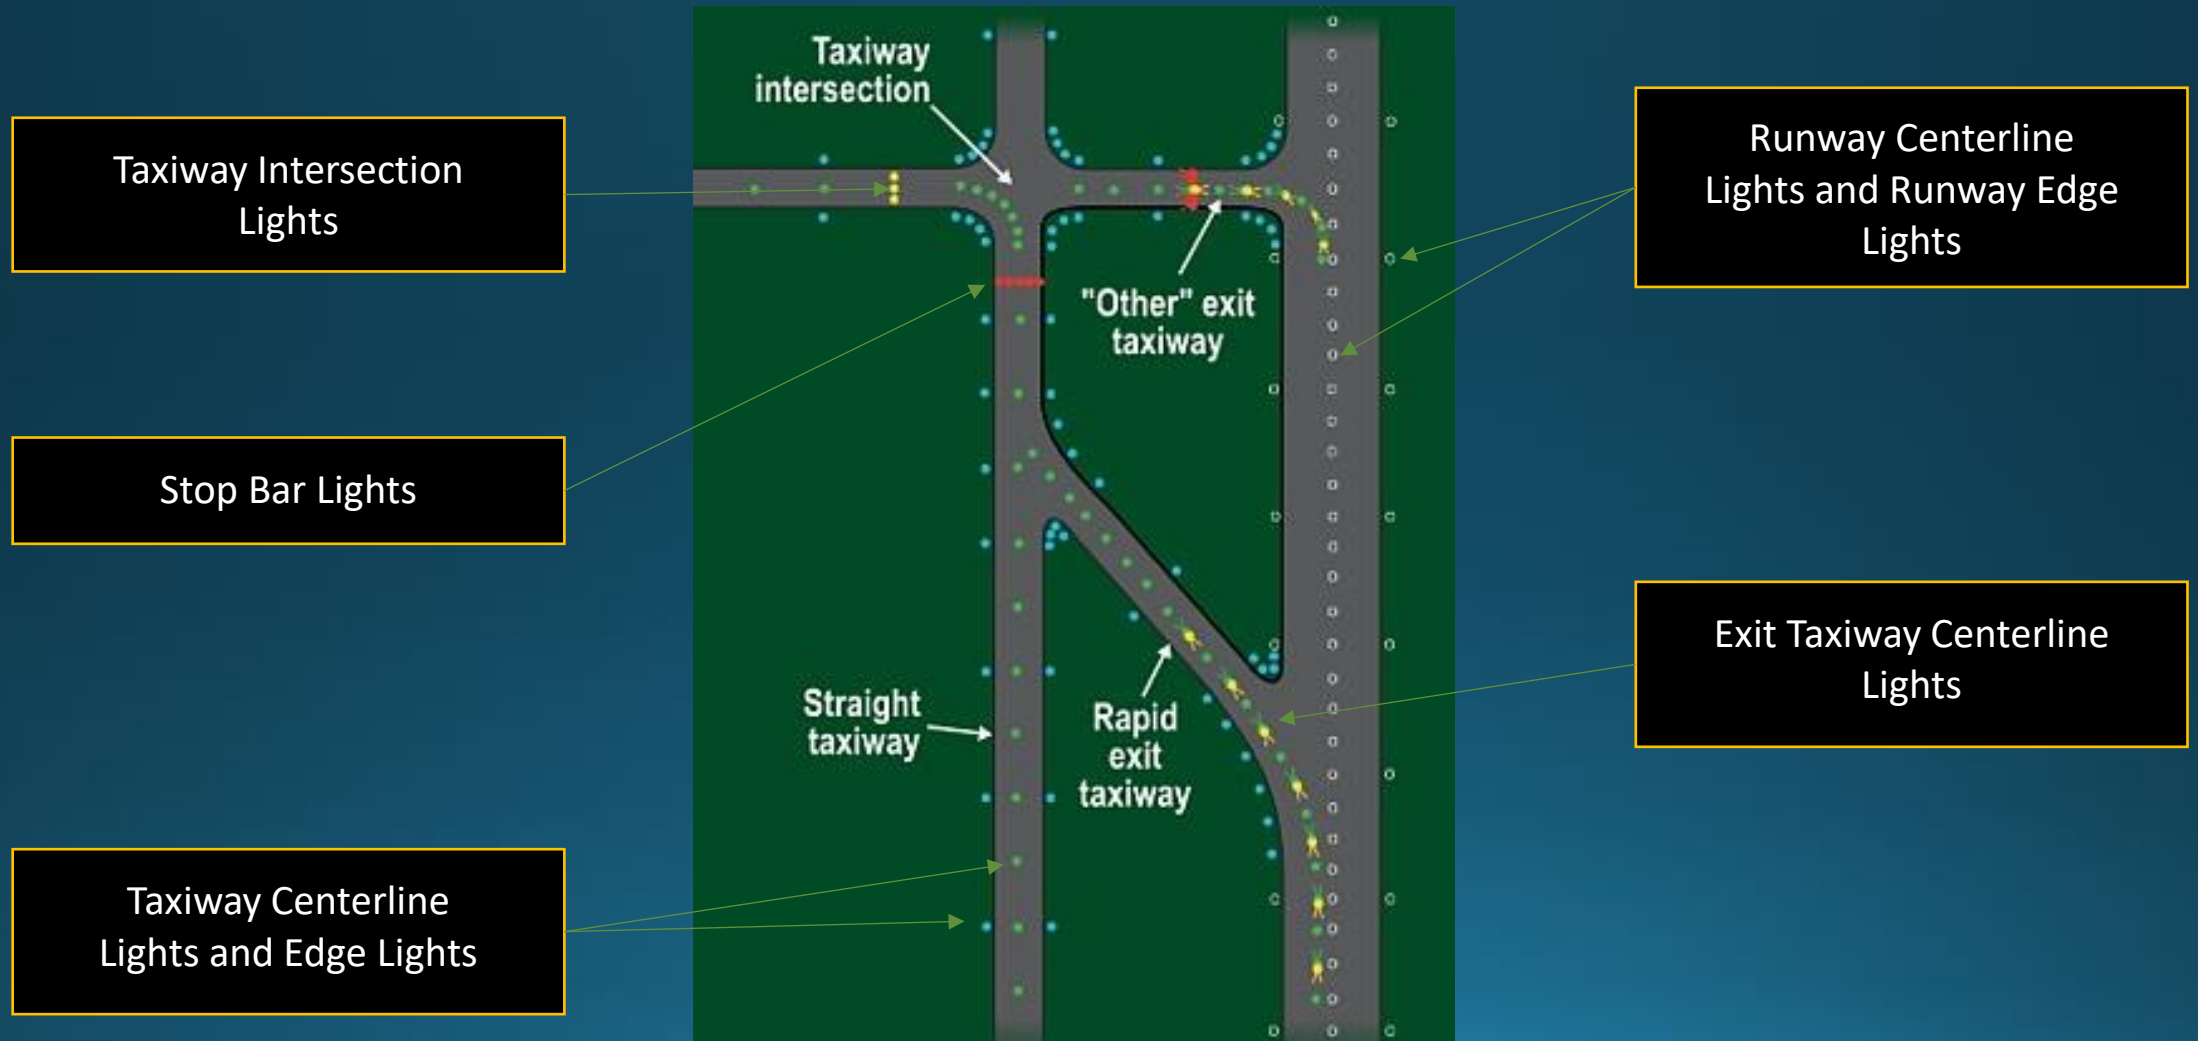 Taxiway Intersection
Lights
Stop Bar Lights
Taxiway Centerline
Lights and Edge Lights
Taxiway
intersection
"Other" exit
taxiway
Straight
taxiway
Rapid
exit
taxiway
Runway Centerline
Lights and Runway Edge
Lights
Exit Taxiway Centerline
Lights